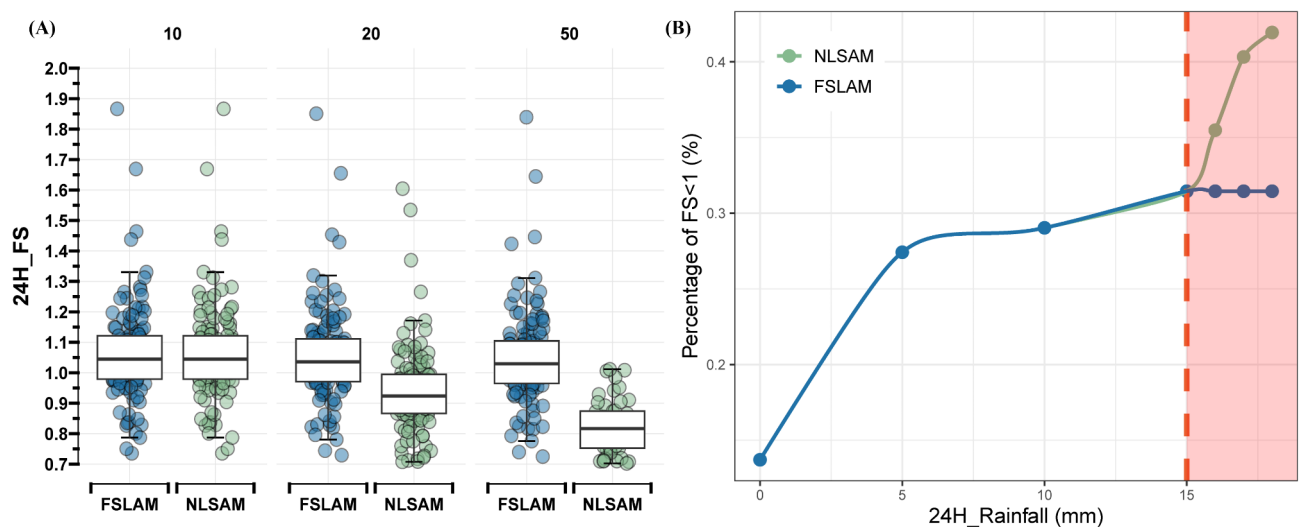 (A)
10
20
50
24H_FS
2.0
1.9
1.8
1.7
1.6
1.5
1.4
1.3
1.2
1.1
1.0
0.9
0.8
0.7
FSLAM
NLSAM
FSLAM
NLSAM
FSLAM
NLSAM
(B)
NLSAM
FSLAM
Percentage of FS<1 (%)
0.4
0.3
0.2
0
5
10
15
24H_Rainfall (mm)